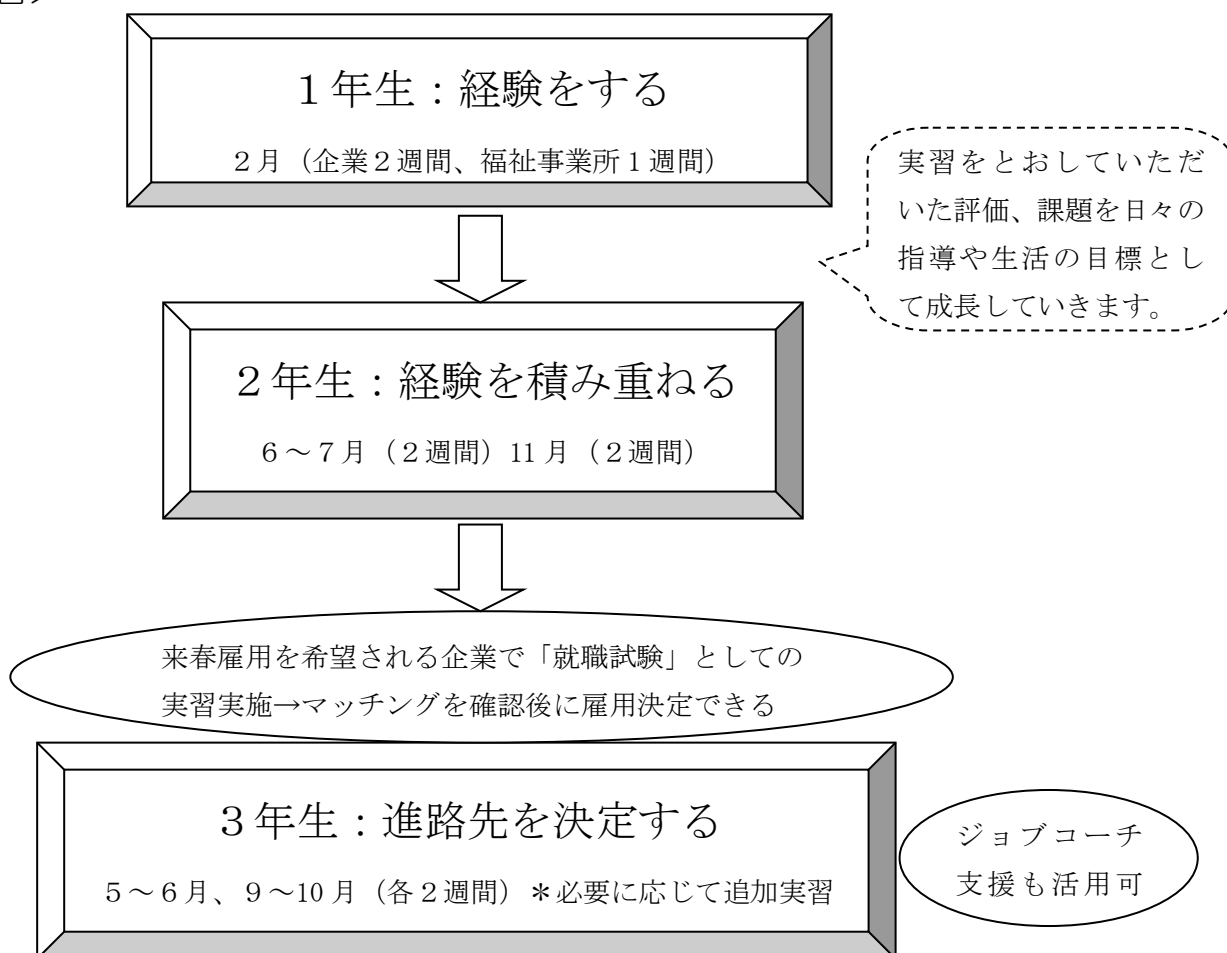 １年生：経験をする
２月（企業２週間、福祉事業所１週間）
実習をとおしていただ
いた評価、課題を日々の
指導や生活の目標とし
て成長していきます。
２年生：経験を積み重ねる
６～７月（２週間）11 月（２週間）
来春雇用を希望される企業で「就職試験」としての
実習実施→マッチングを確認後に雇用決定できる
３年生：進路先を決定する
５～６月、９～10 月（各２週間）＊必要に応じて追加実習
ジョブコーチ
支援も活用可